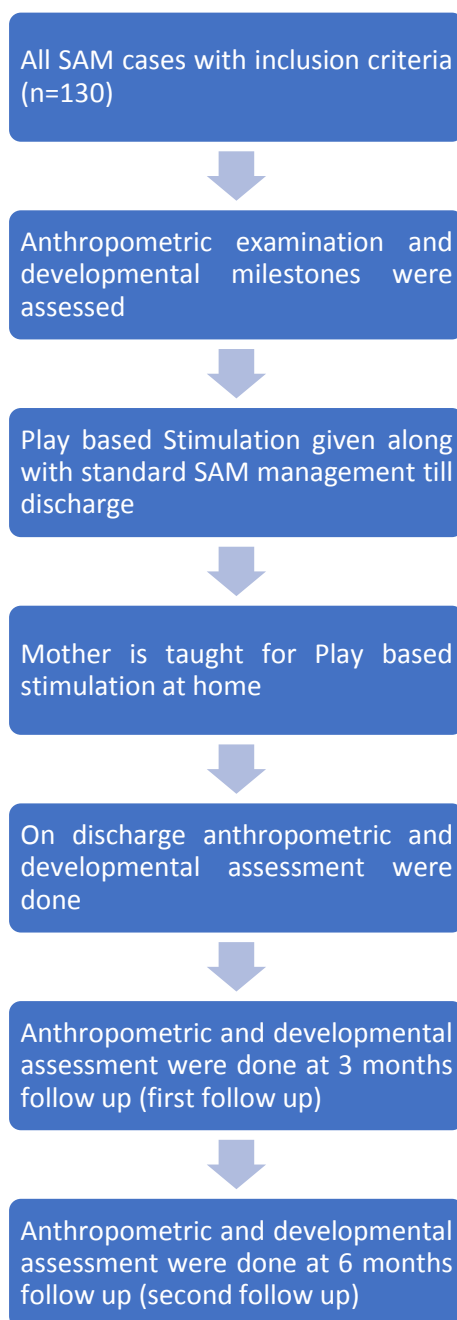 All SAM cases with inclusion criteria
(n=130)
Anthropometric examination and
developmental milestones were
assessed
Play based Stimulation given along
with standard SAM management till
discharge
Mother is taught for Play based
stimulation at home
On discharge anthropometric and
developmental assessment were
done
Anthropometric and developmental
assessment were done at 3 months
follow up (first follow up)
Anthropometric and developmental
assessment were done at 6 months
follow up (second follow up)